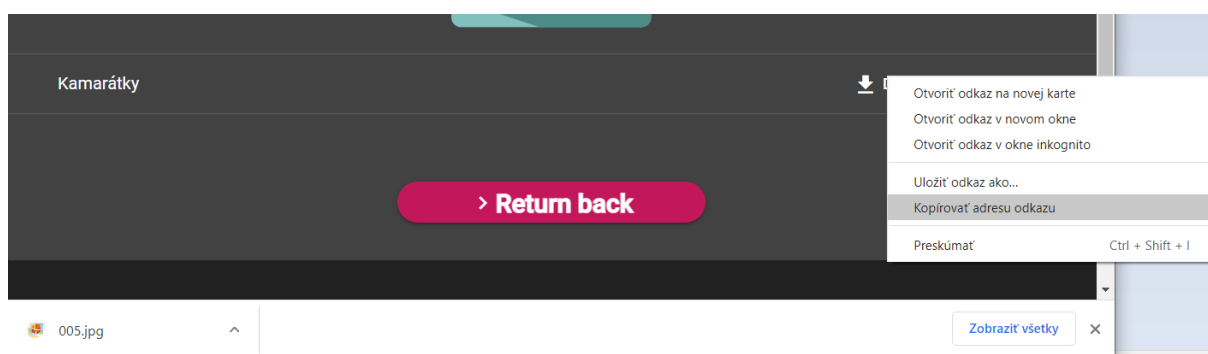 Kamarátky
Otvoriť odkaz na novej karte
Otvoriť odkaz v novom okne
Otvoriť odkaz v okne inkognito
Uložiť odkaz ako...
Kopírovať adresu odkazu
Preskúmať Ctrl + Shift + I
> Return back
005.jpg
Zobraziť všetky